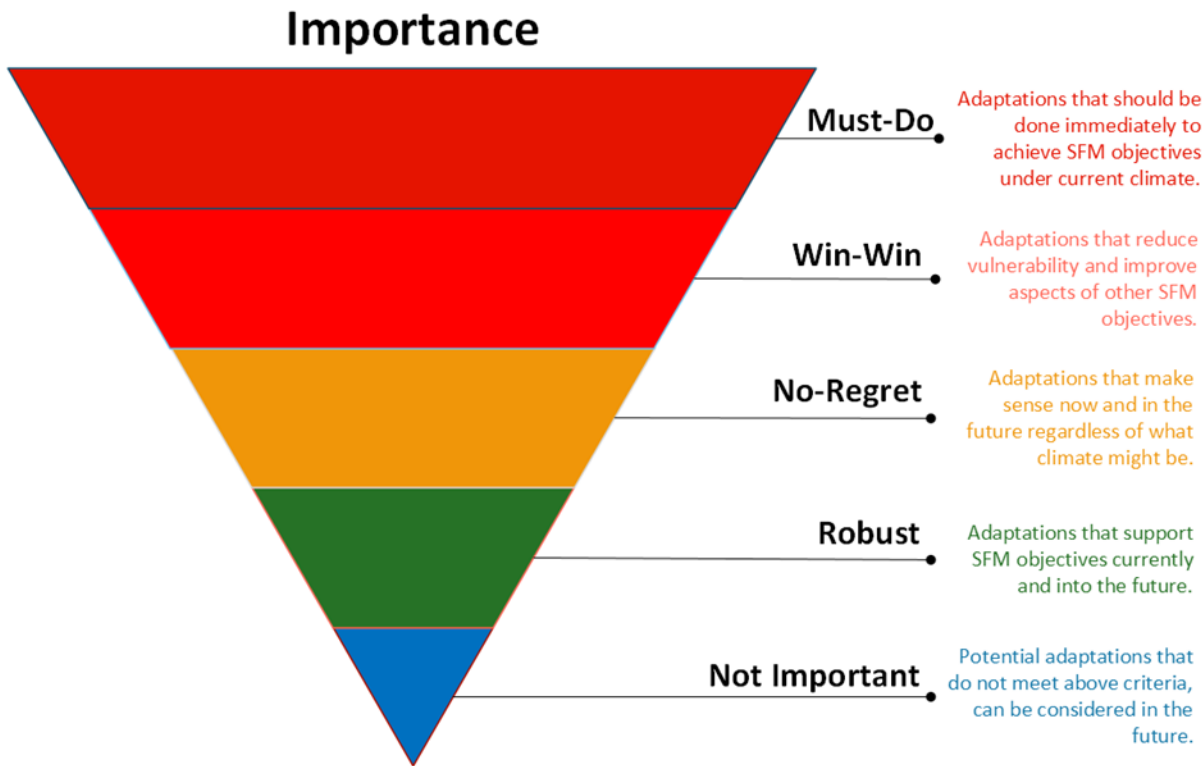 Importance
Must-Do
Adaptations that should be
done immediately to
achieve SFM objectives
under current climate.
Win-Win
Adaptations that reduce
vulnerability and improve
aspects of other SFM
objectives.
No-Regret
Adaptations that make
sense now and in the
future regardless of what
climate might be.
Robust
Adaptations that support
SFM objectives currently
and into the future.
Not Important
Potential adaptations that
do not meet above criteria,
can be considered in the
future.